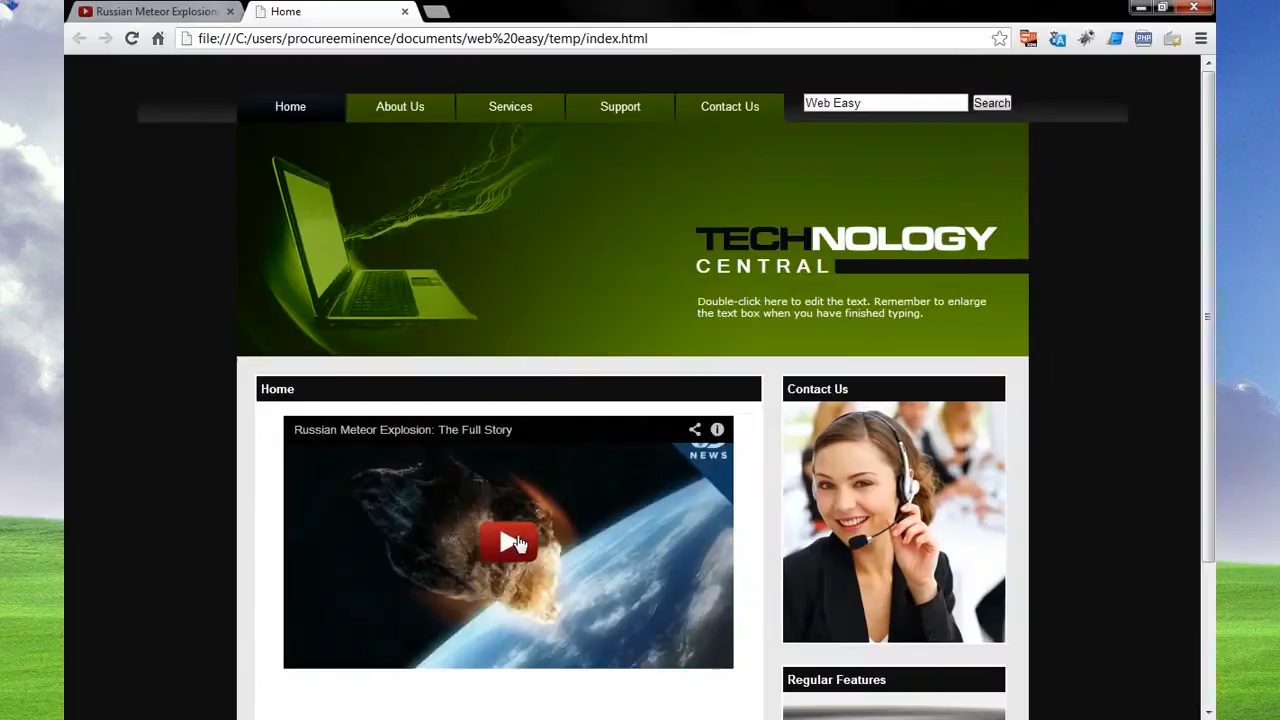 Russian Meteor Explosion
Home
file:///C:/users/procureeminence/documents/web%20easy/temp/index.html
PHP
Home
About Us
Services
Support
Contact Us
Web Easy
Search
TECHNOLOGY
CENTRAL
Double-click here to edit the text. Remember to enlarge
the text box when you have finished typing.
Home
Contact Us
Russian Meteor Explosion: The Full Story
NEWS
Regular Features